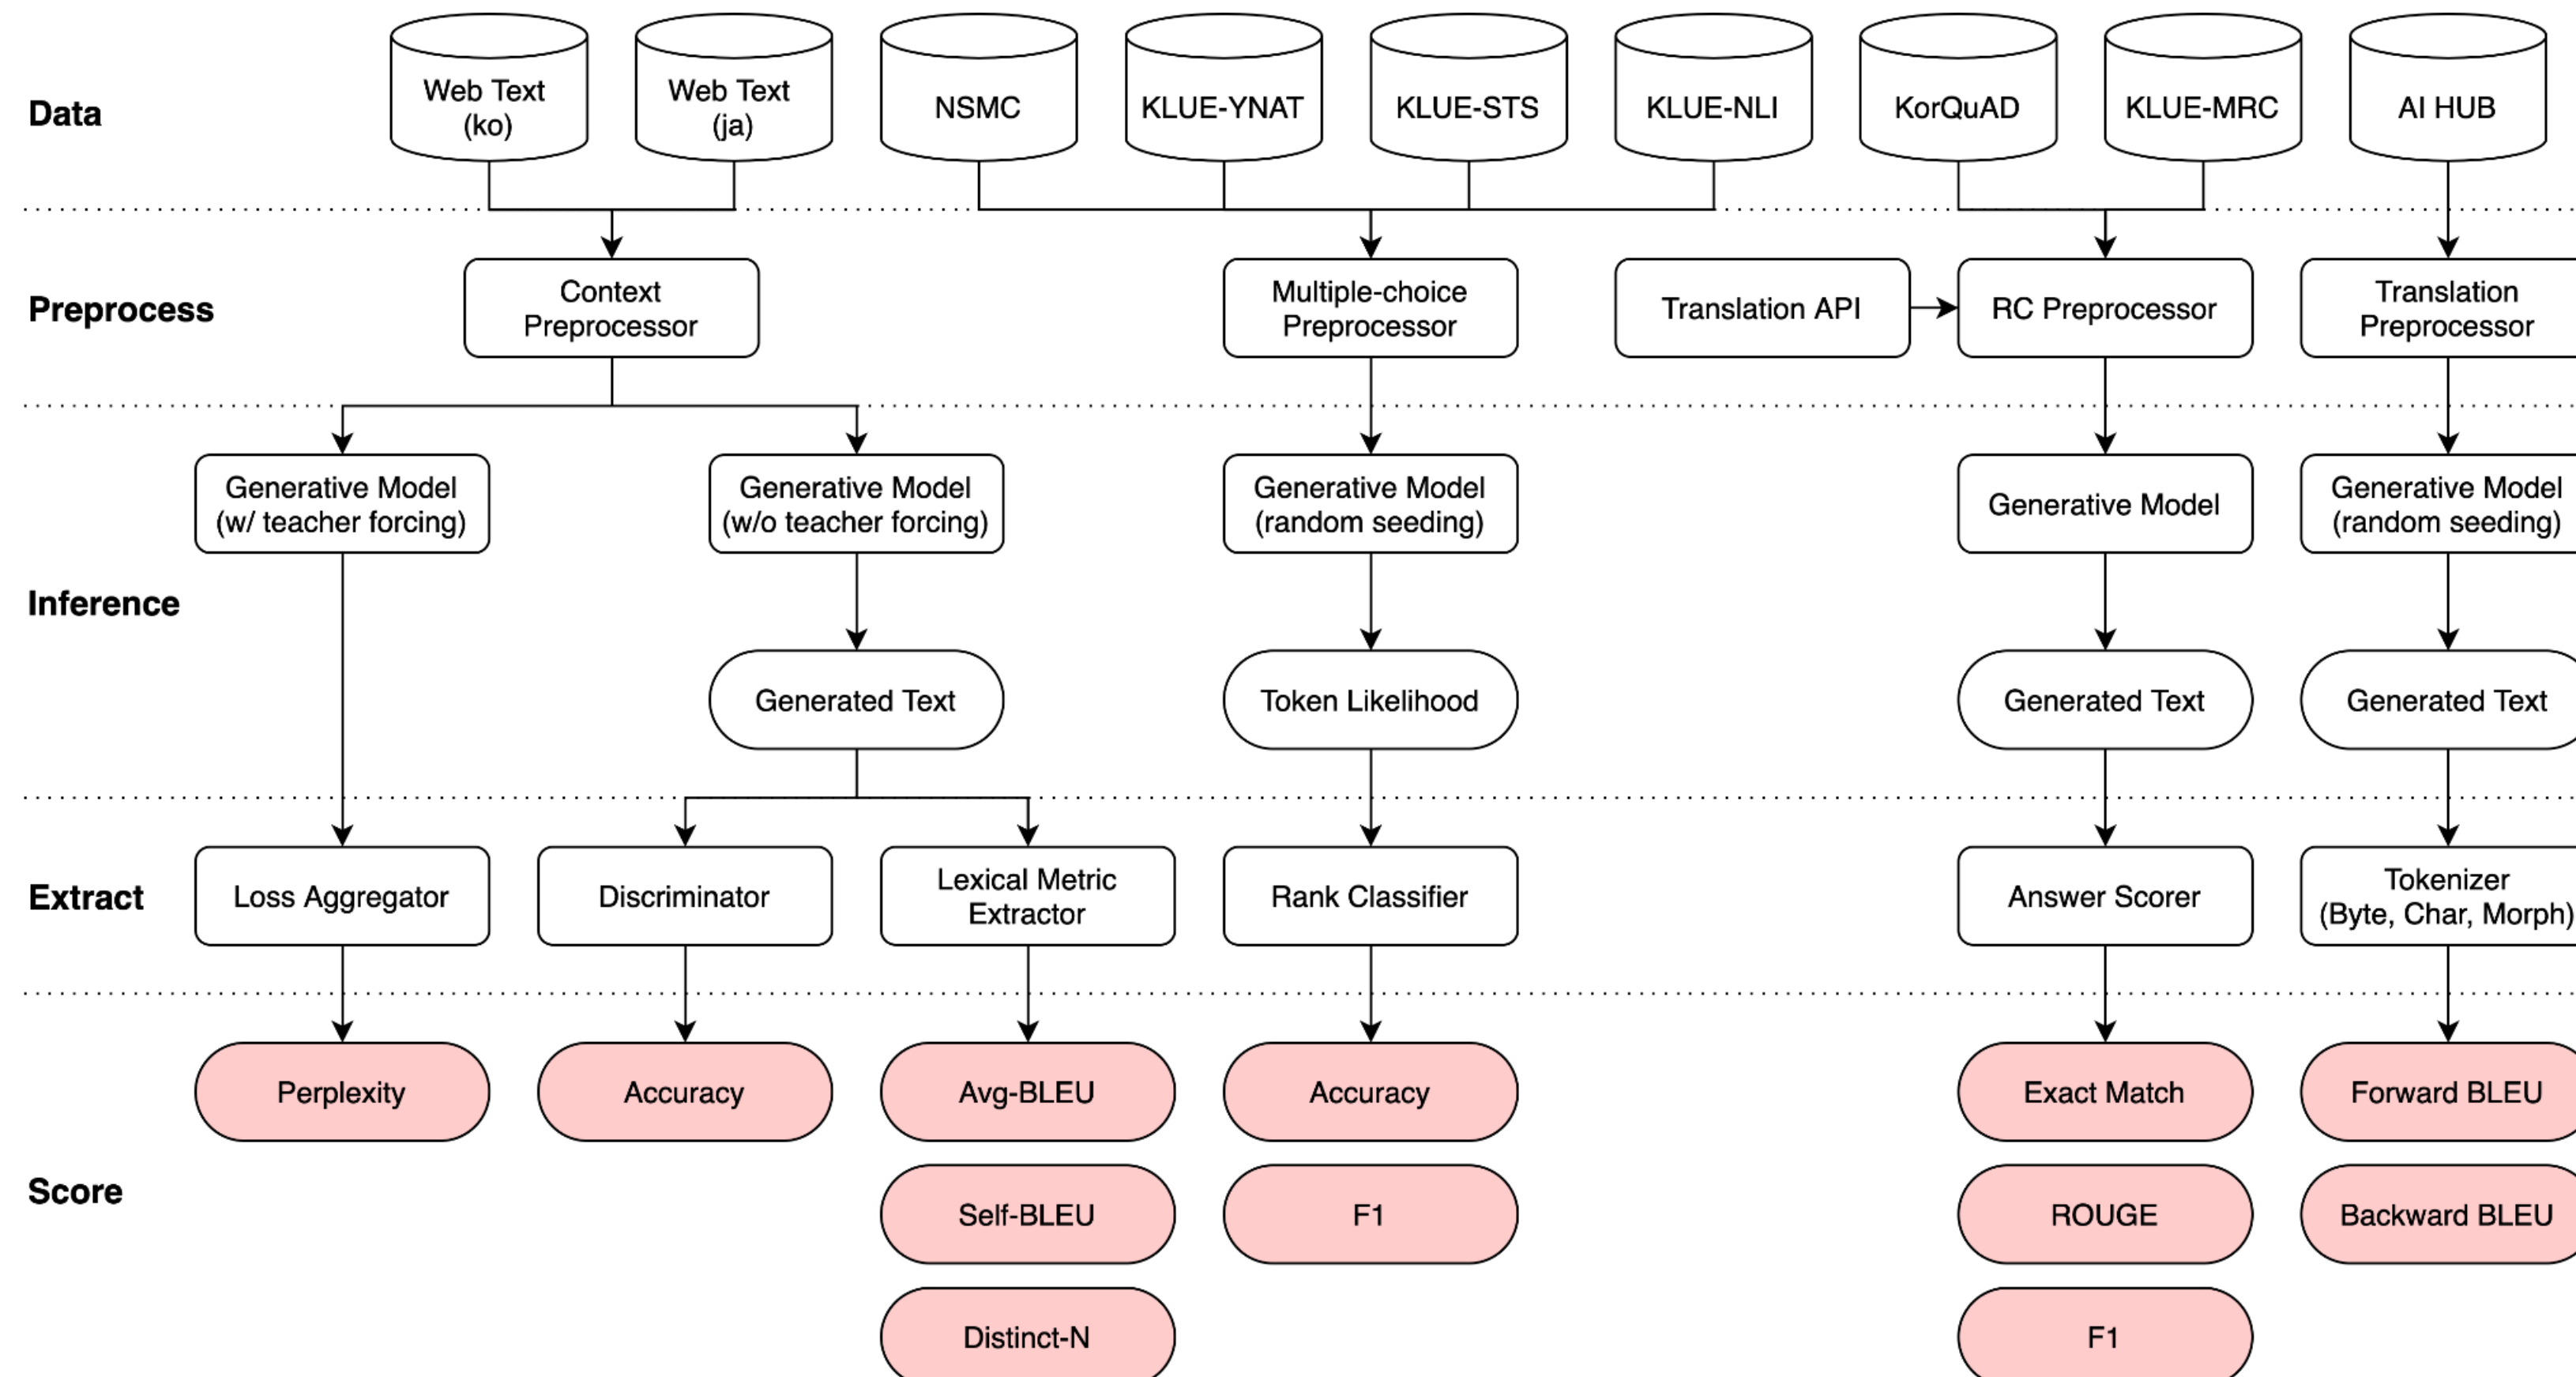 Data
Web Text
(ko)
Web Text
(ja)
NSMC
KLUE-YNAT
KLUE-STS
KLUE-NLI
KorQuAD
KLUE-MRC
AI HUB
Preprocess
Context
Preprocessor
Multiple-choice
Preprocessor
Translation API
RC Preprocessor
Translation
Preprocessor
Inference
Generative Model
(w/ teacher forcing)
Generative Model
(w/o teacher forcing)
Generative Model
(random seeding)
Generative Model
Generative Model
(random seeding)
Generated Text
Token Likelihood
Generated Text
Generated Text
Extract
Loss Aggregator
Discriminator
Lexical Metric
Extractor
Rank Classifier
Answer Scorer
Tokenizer
(Byte, Char, Morph)
Score
Perplexity
Accuracy
Avg-BLEU
Accuracy
Exact Match
Forward BLEU
Self-BLEU
F1
ROUGE
Backward BLEU
Distinct-N
F1